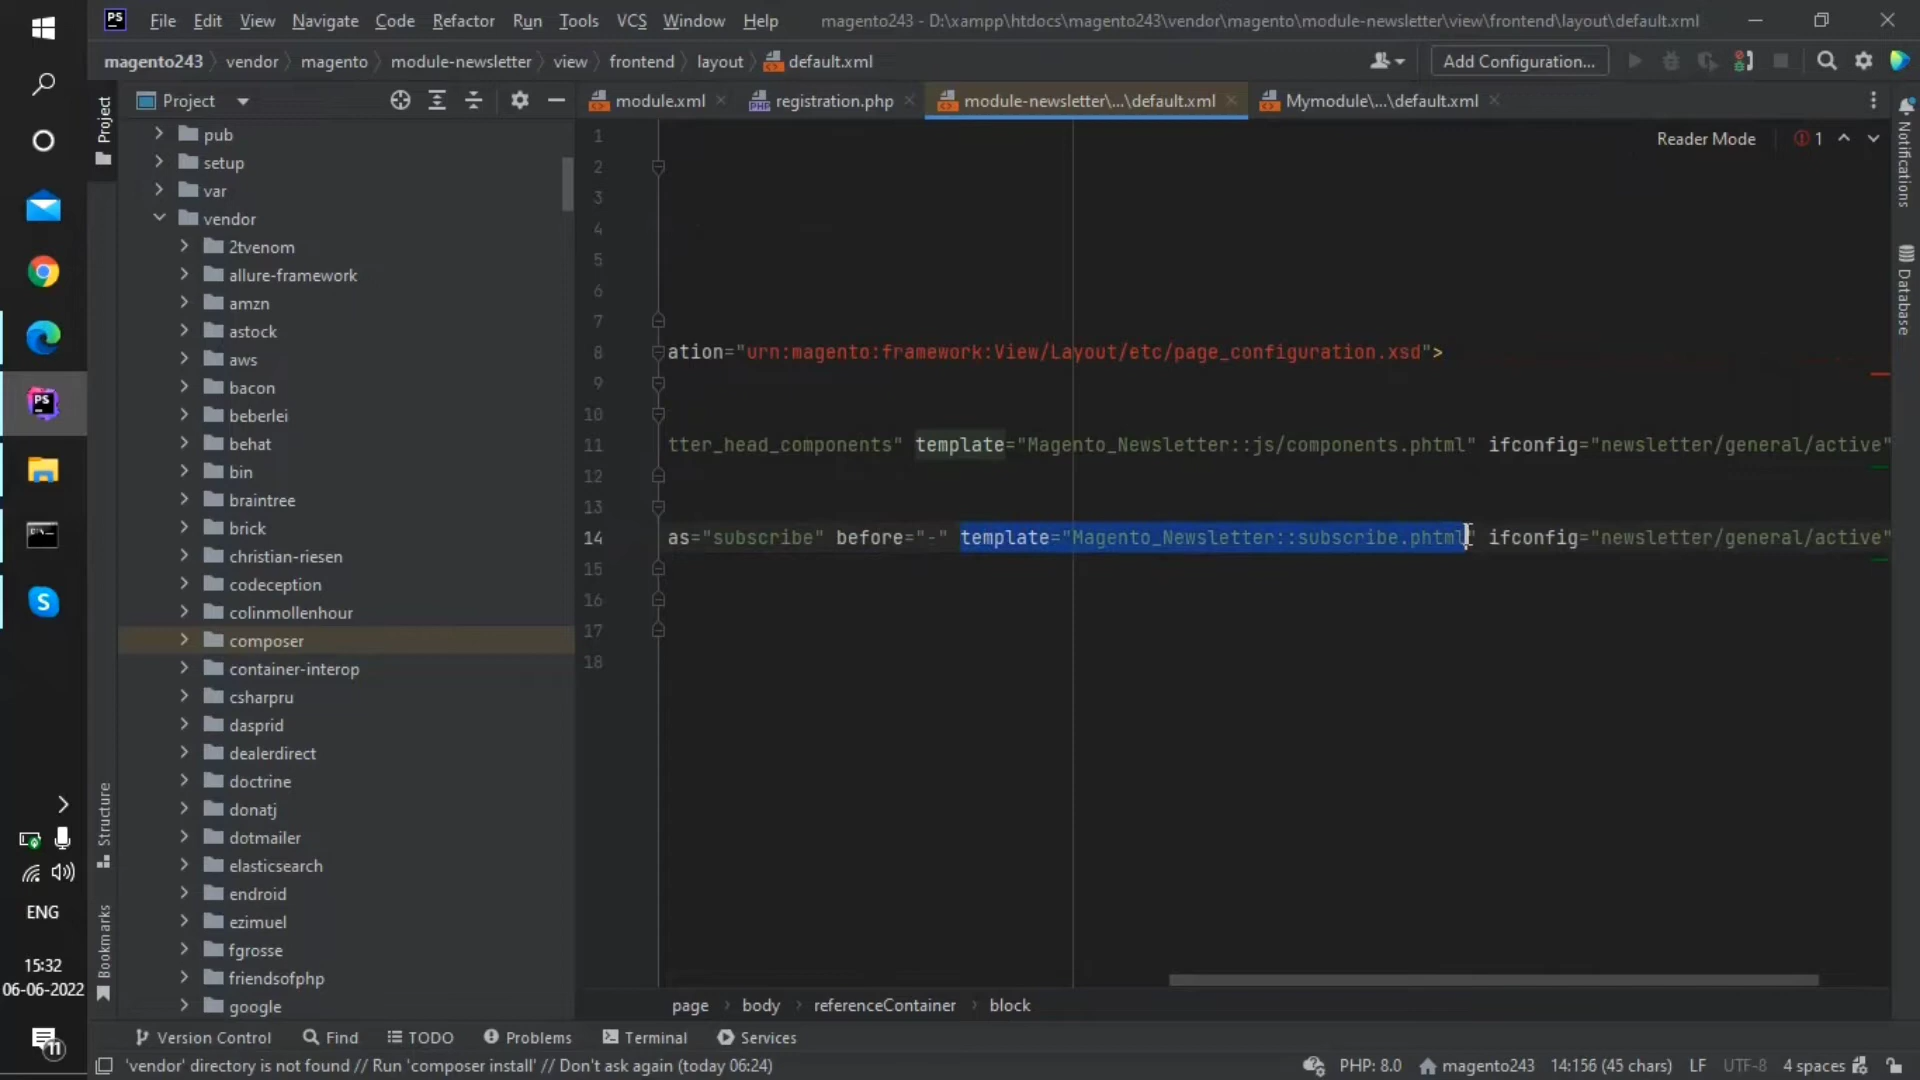 PS File Edit View Navigate Code Refactor Run Tools VCS Window Help magento243 - D:\xampp\htdocs\magento243\vendor\magento\module-newsletter\view\frontend\layout\default.xml
magento243 vendor magento module-newsletter view frontend layout default.xml Add Configuration...
Project module.xml registration.php module-newsletter\...\default.xml Mymodule\...\default.xml
Project
Notifications
Database
Structure
Bookmarks
pub
setup
var
vendor
2tvenom
allure-framework
amzn
astock
aws
bacon
beberlei
behat
bin
braintree
brick
christian-riesen
codeception
colinmollenhour
composer
container-interop
csharpru
dasprid
dealerdirect
doctrine
donatj
dotmailer
elasticsearch
endroid
ezimuel
fgrosse
friendsofphp
google
Reader Mode 1
1
2
3
4
5
6
7
8 ation="urn:magento:framework:View/Layout/etc/page_configuration.xsd">
9
10
11 tter_head_components" template="Magento_Newsletter::js/components.phtml" ifconfig="newsletter/general/active"
12
13
14 as="subscribe" before="-" template="Magento_Newsletter::subscribe.phtml" ifconfig="newsletter/general/active"
15
16
17
18
page body referenceContainer block
Version Control Find TODO Problems Terminal Services
'vendor' directory is not found // Run 'composer install' // Don't ask again (today 06:24) PHP: 8.0 magento243 14:156 (45 chars) LF UTF-8 4 spaces
PS
S
ENG
15:32
06-06-2022
11